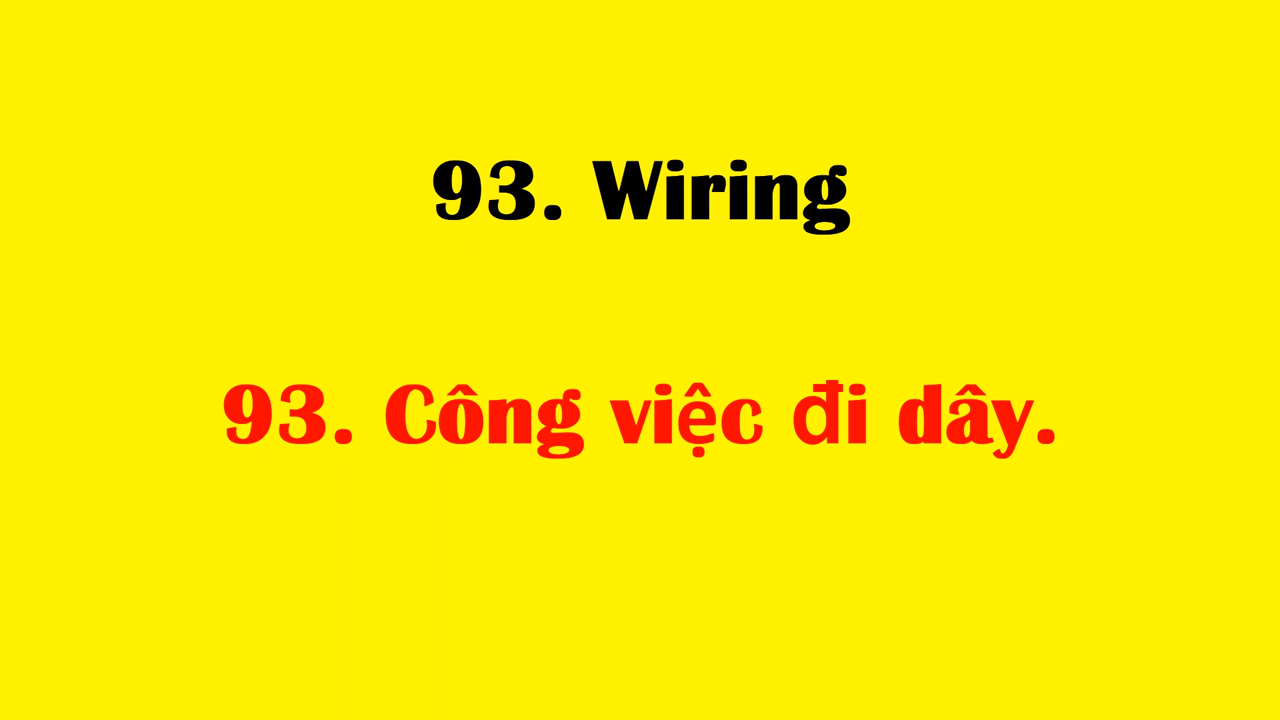 93. Wiring
93. Công việc đi dây.